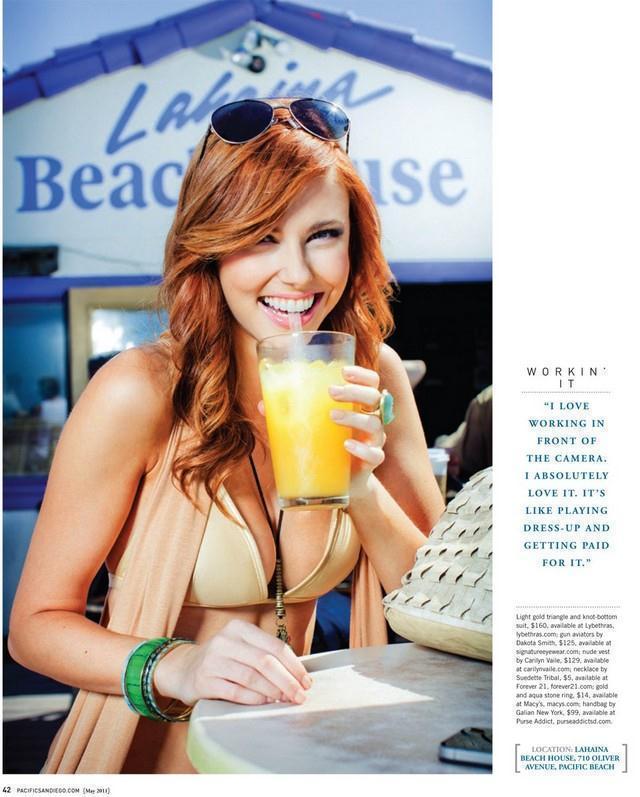 Lahaina
Beac use
WORKIN'
IT
“I LOVE
WORKING IN
FRONT OF
THE CAMERA.
I ABSOLUTELY
LOVE IT. IT'S
LIKE PLAYING
DRESS-UP AND
GETTING PAID
FOR IT.”
Light gold triangle and knot-bottom
suit, $160, available at Lybethras,
lybethras.com; gun aviators by
Dakota Smith, $125, available at
signatureeyewear.com; nude vest
by Carilyn Vaile, $129, available
at carilynvaile.com; necklace by
Suedette Tribal, $5, available at
Forever 21, forever21.com; gold
and aqua stone ring, $14, available
at Macy's, macys.com; handbag by
Galian New York, $99, available at
Purse Addict, purseaddictsd.com.
[LOCATION: LAHAINA
BEACH HOUSE, 710 OLIVER
AVENUE, PACIFIC BEACH]
42 PACIFICSANDIEGO.COM {May 2011}